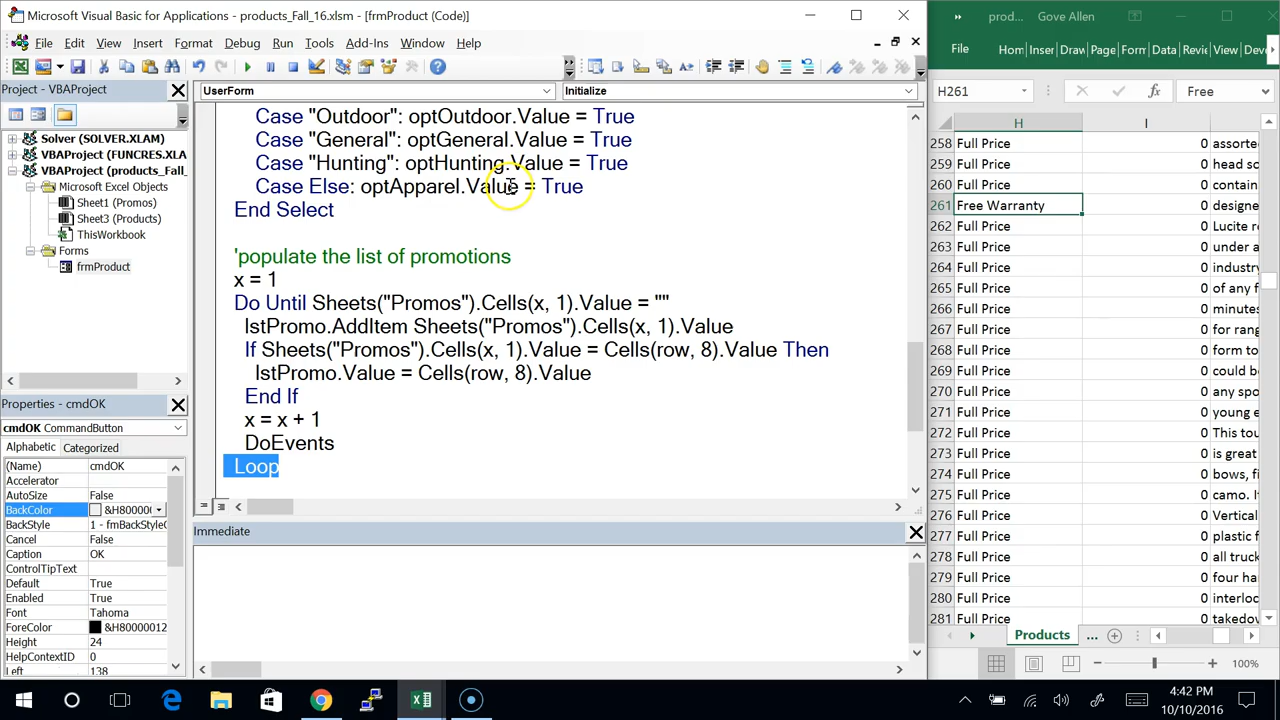 Microsoft Visual Basic for Applications - products_Fall_16.xlsm - [frmProduct (Code)]
File Edit View Insert Format Debug Run Tools Add-Ins Window Help
Project - VBAProject
Solver (SOLVER.XLAM)
VBAProject (FUNCRES.XLA
VBAProject (products_Fall_
Microsoft Excel Objects
Sheet1 (Promos)
Sheet3 (Products)
ThisWorkbook
Forms
frmProduct
Properties - cmdOK
cmdOK CommandButton
Alphabetic Categorized
(Name) cmdOK
Accelerator
AutoSize False
BackColor &H80000(
BackStyle 1 - fmBackStyleO
Cancel False
Caption OK
ControlTipText
Default True
Enabled True
Font Tahoma
ForeColor &H80000012
Height 24
HelpContextID 0
Left 138
UserForm Initialize
Case "Outdoor": optOutdoor.Value = True
Case "General": optGeneral.Value = True
Case "Hunting": optHunting.Value = True
Case Else: optApparel.Value = True
End Select
'populate the list of promotions
x = 1
Do Until Sheets("Promos").Cells(x, 1).Value = ""
lstPromo.AddItem Sheets("Promos").Cells(x, 1).Value
If Sheets("Promos").Cells(x, 1).Value = Cells(row, 8).Value Then
lstPromo.Value = Cells(row, 8).Value
End If
x = x + 1
DoEvents
Loop
Immediate
prod... Gove Allen
File Hom Inser Draw Page Form Data Revi View Deve
H261 fx Free
H I
258 Full Price 0 assorted
259 Full Price 0 head so
260 Full Price 0 contain
261 Free Warranty 0 designe
262 Full Price 0 Lucite re
263 Full Price 0 under a
264 Full Price 0 industry
265 Full Price 0 of any f
266 Full Price 0 minutes
267 Full Price 0 for rang
268 Full Price 0 form to
269 Full Price 0 could be
270 Full Price 0 any spo
271 Full Price 0 young e
272 Full Price 0 This tou
273 Full Price 0 is great
274 Full Price 0 bows, fi
275 Full Price 0 camo. If
276 Full Price 0 Vertical
277 Full Price 0 plastic f
278 Full Price 0 all truck
279 Full Price 0 four har
280 Full Price 0 interloc
281 Full Price 0 takedov
Products ...
100%
4:42 PM
10/10/2016